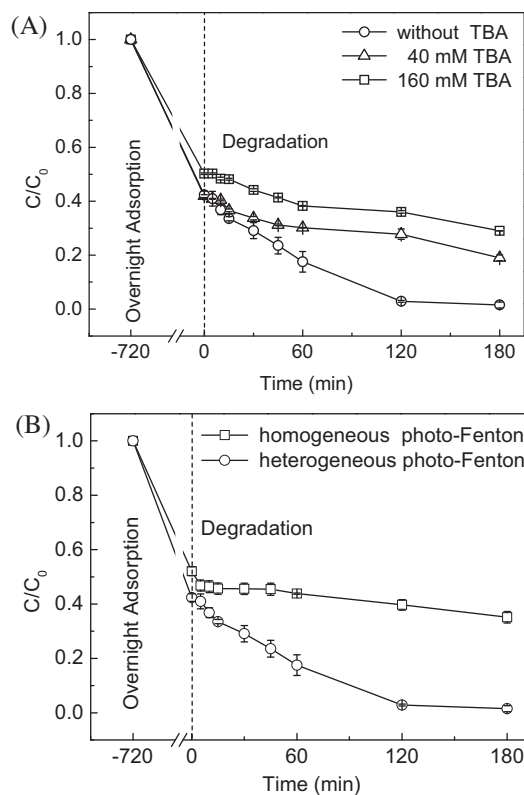 (A)
without TBA
40 mM TBA
160 mM TBA
Degradation
Overnight Adsorption
C/C₀
1.0
0.8
0.6
0.4
0.2
0.0
-720 0 60 120 180
Time (min)
(B)
homogeneous photo-Fenton
heterogeneous photo-Fenton
Degradation
Overnight Adsorption
C/C₀
1.0
0.8
0.6
0.4
0.2
0.0
-720 0 60 120 180
Time (min)